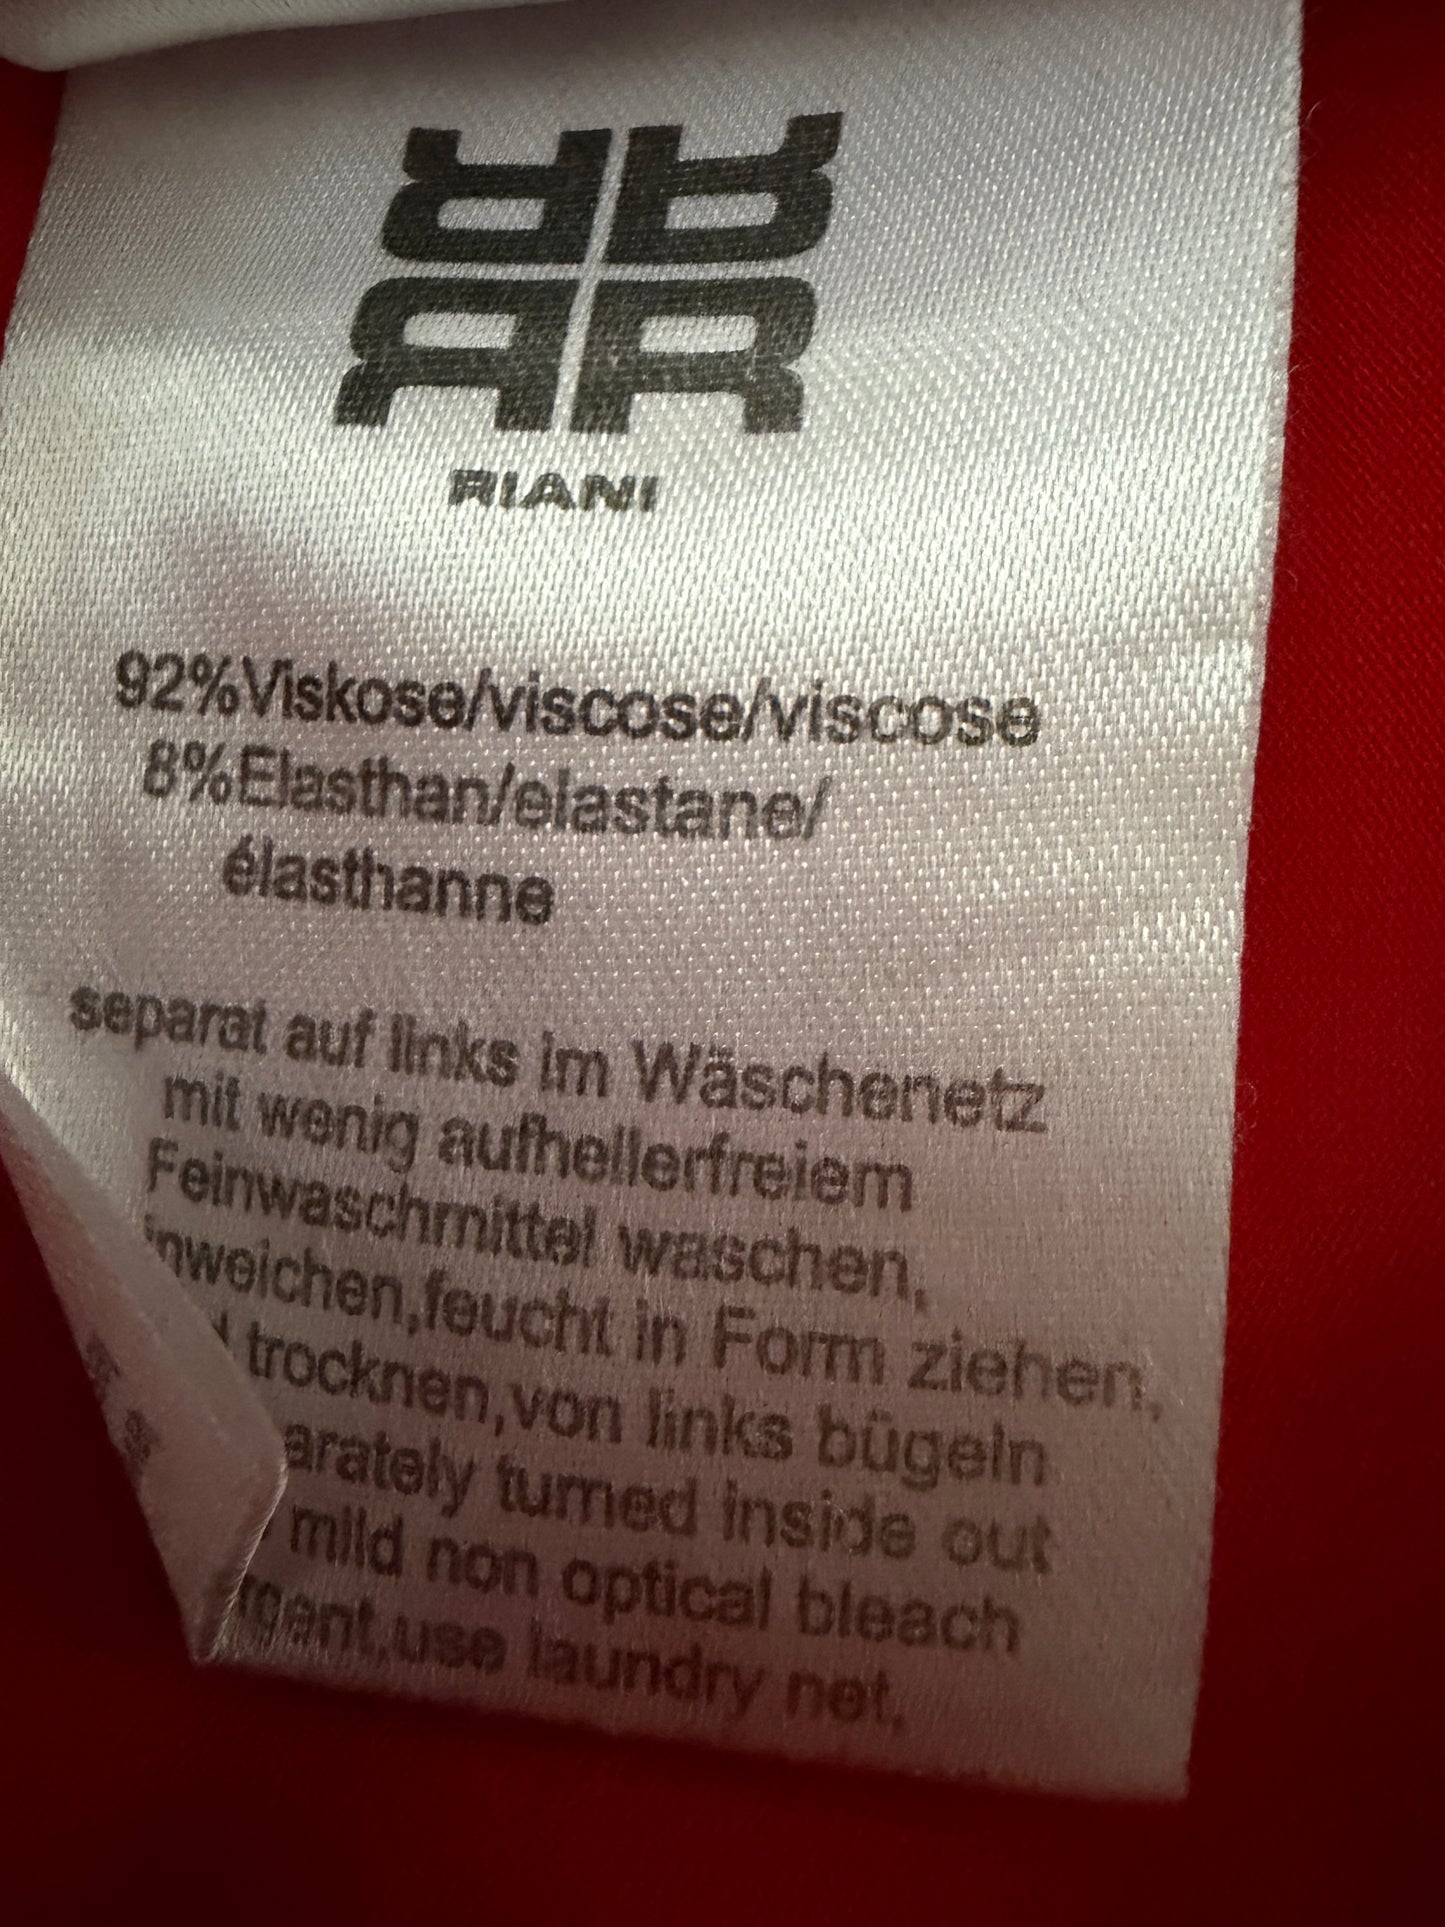 RIANI
92%Viskose/viscose/viscose
8%Elasthan/elastane/
élasthanne
separat auf links im Wäschenetz
mit wenig aufhellerfreiem
Feinwaschmittel waschen,
inweichen,feucht in Form ziehen,
trocknen,von links bügeln
arately turned inside out
mild non optical bleach
rgent,use laundry net,